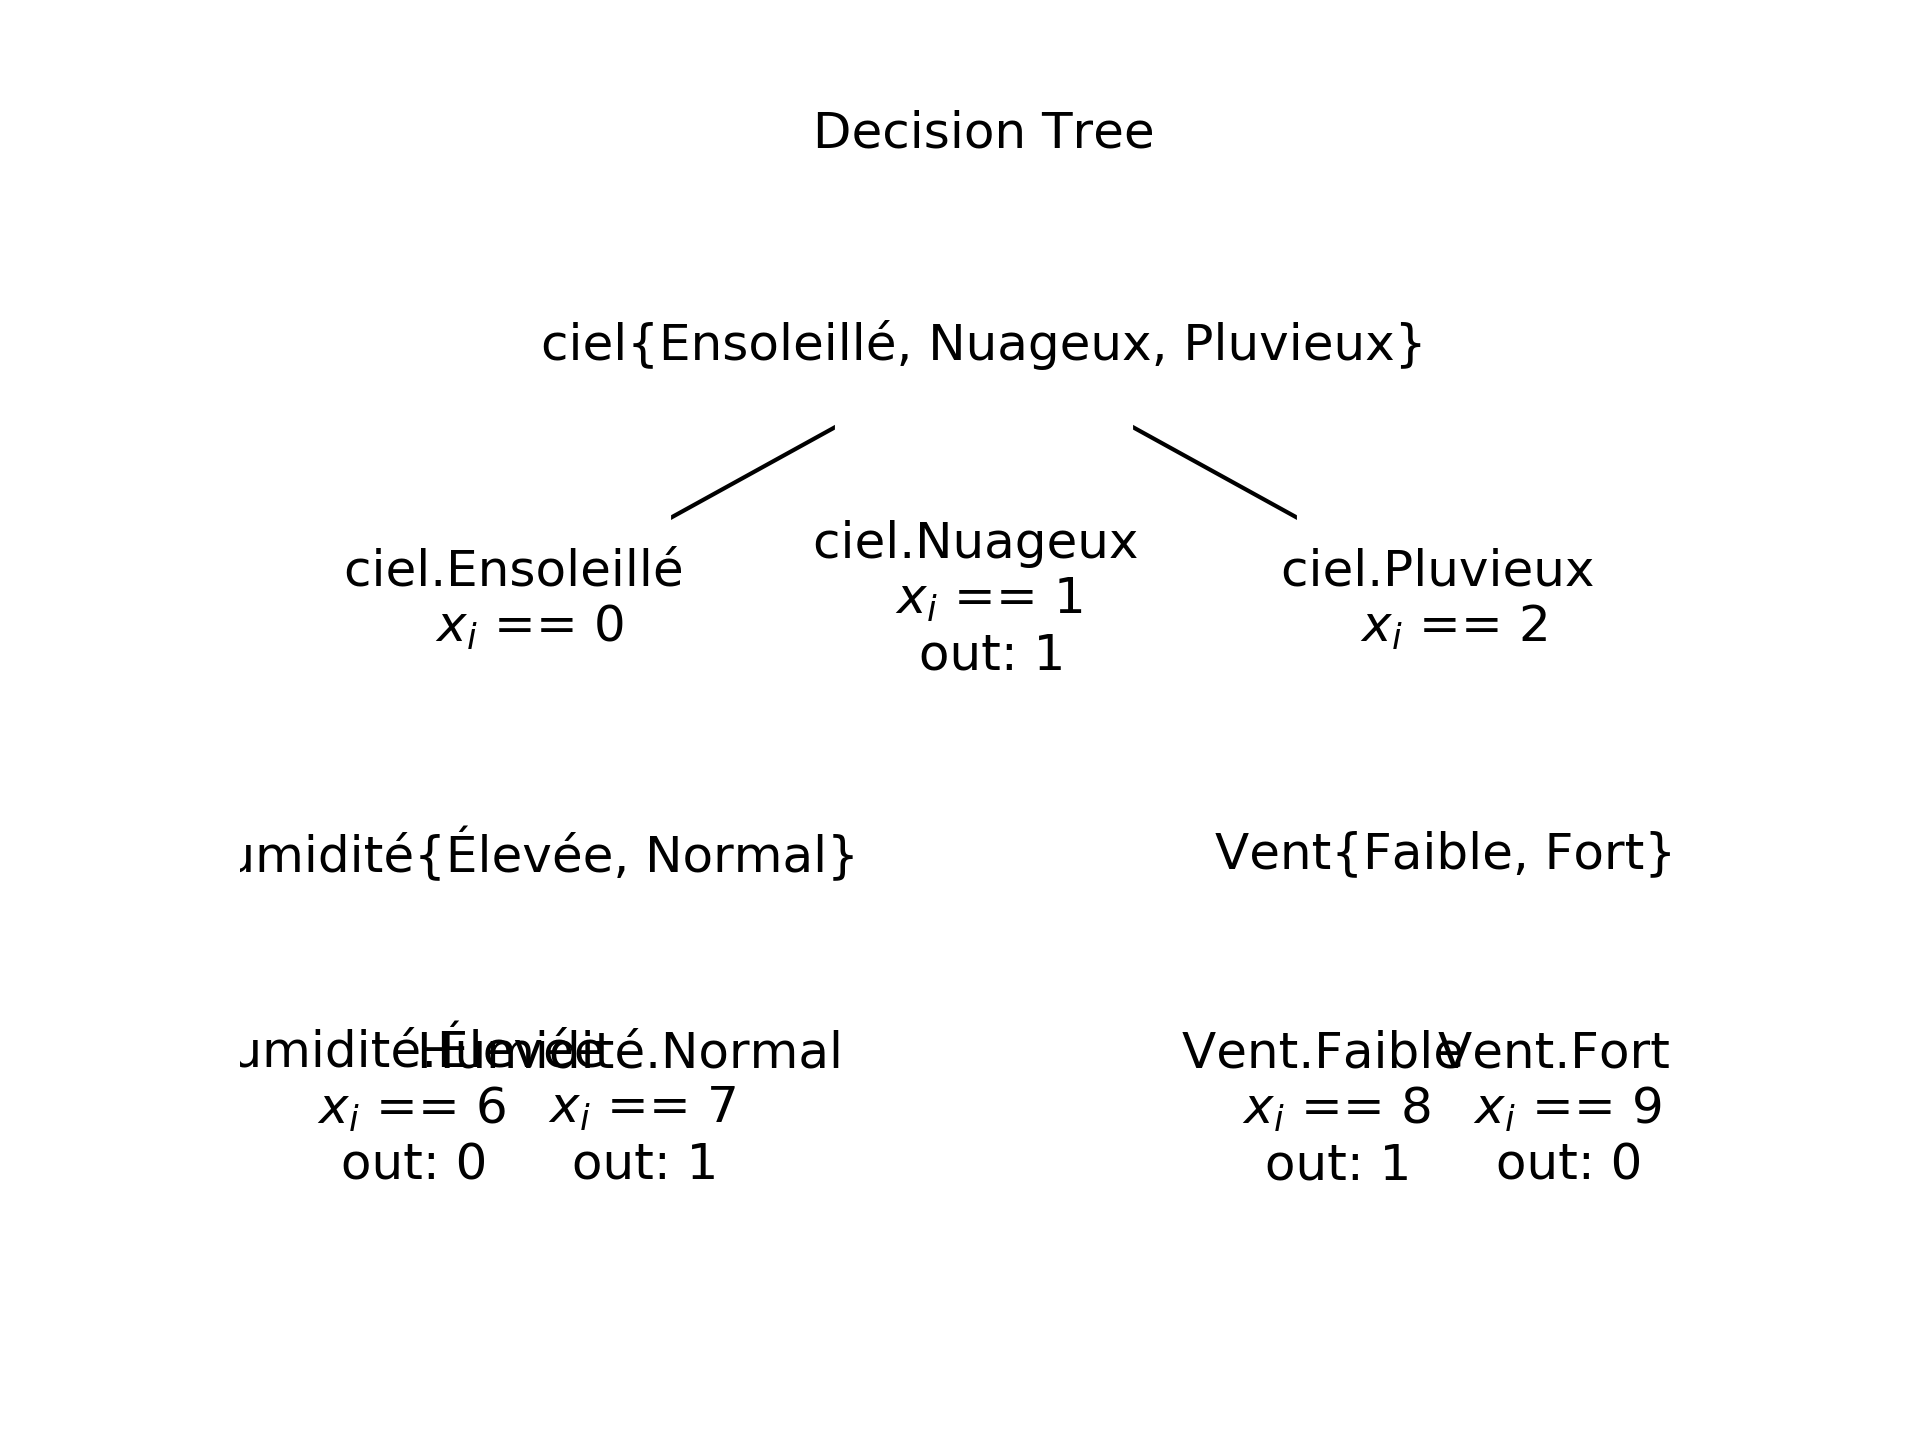 Decision Tree
ciel{Ensoleillé, Nuageux, Pluvieux}
ciel.Ensoleillé
x_i == 0
ciel.Nuageux
x_i == 1
out: 1
ciel.Pluvieux
x_i == 2
umidité{Élevée, Normal}
Vent{Faible, Fort}
umidité.Élevée
x_i == 6
out: 0
Humidité.Normal
x_i == 7
out: 1
Vent.Faible
x_i == 8
out: 1
Vent.Fort
x_i == 9
out: 0